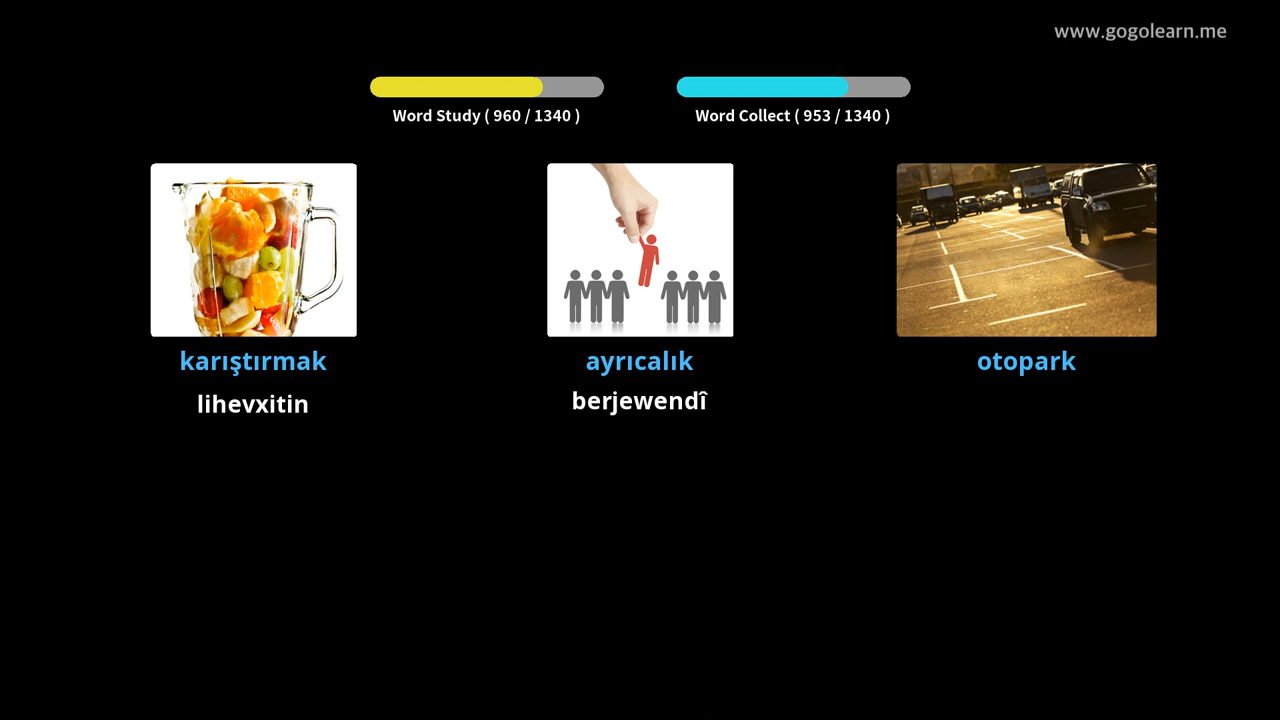 www.gogolearn.me
Word Study ( 960 / 1340 )
Word Collect ( 953 / 1340 )
karıştırmak
ayrıcalık
otopark
lihevxitin
berjewendî